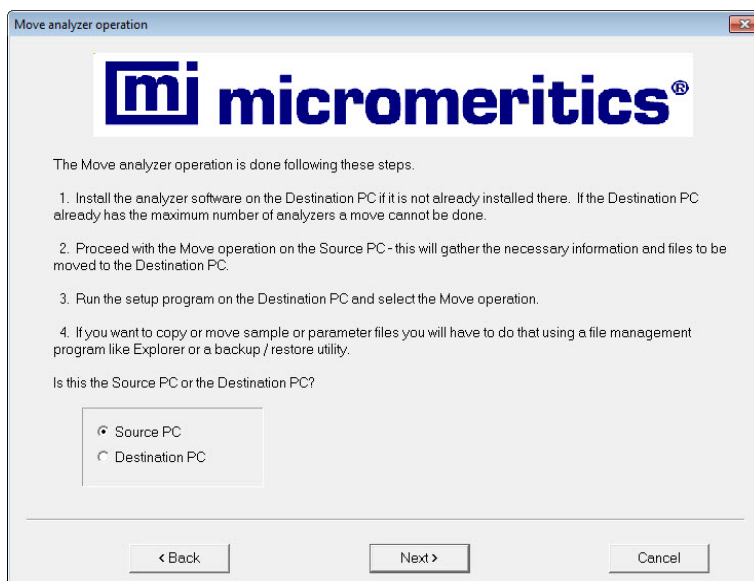 Move analyzer operation
mi micromeritics®
The Move analyzer operation is done following these steps.
1. Install the analyzer software on the Destination PC if it is not already installed there. If the Destination PC
already has the maximum number of analyzers a move cannot be done.
2. Proceed with the Move operation on the Source PC - this will gather the necessary information and files to be
moved to the Destination PC.
3. Run the setup program on the Destination PC and select the Move operation.
4. If you want to copy or move sample or parameter files you will have to do that using a file management
program like Explorer or a backup / restore utility.
Is this the Source PC or the Destination PC?
Source PC
Destination PC
< Back Next > Cancel